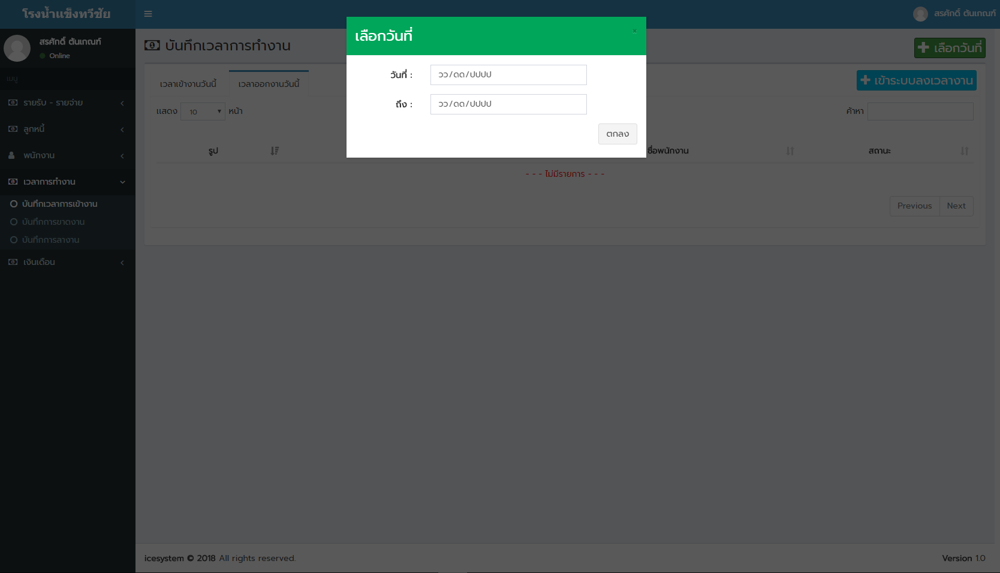 โรงน้ำแข็งทวีชัย
สรศักดิ์ ต้นเกณฑ์
สรศักดิ์ ต้นเกณฑ์
Online
เมนู
รายรับ - รายจ่าย
ลูกหนี้
พนักงาน
เวลาการทำงาน
บันทึกเวลาการเข้างาน
บันทึกการขาดงาน
บันทึกการลางาน
เงินเดือน
บันทึกเวลาการทำงาน
เลือกวันที่
เวลาเข้างานวันนี้
เวลาออกงานวันนี้
เข้าระบบลงเวลางาน
แสดง 10 หน้า
ค้าหา
รูป
ชื่อพนักงาน
สถานะ
- - - ไม่มีรายการ - - -
Previous
Next
เลือกวันที่
x
วันที่ :
วว/ดด/ปปปป
ถึง :
วว/ดด/ปปปป
ตกลง
icesystem © 2018 All rights reserved.
Version 1.0